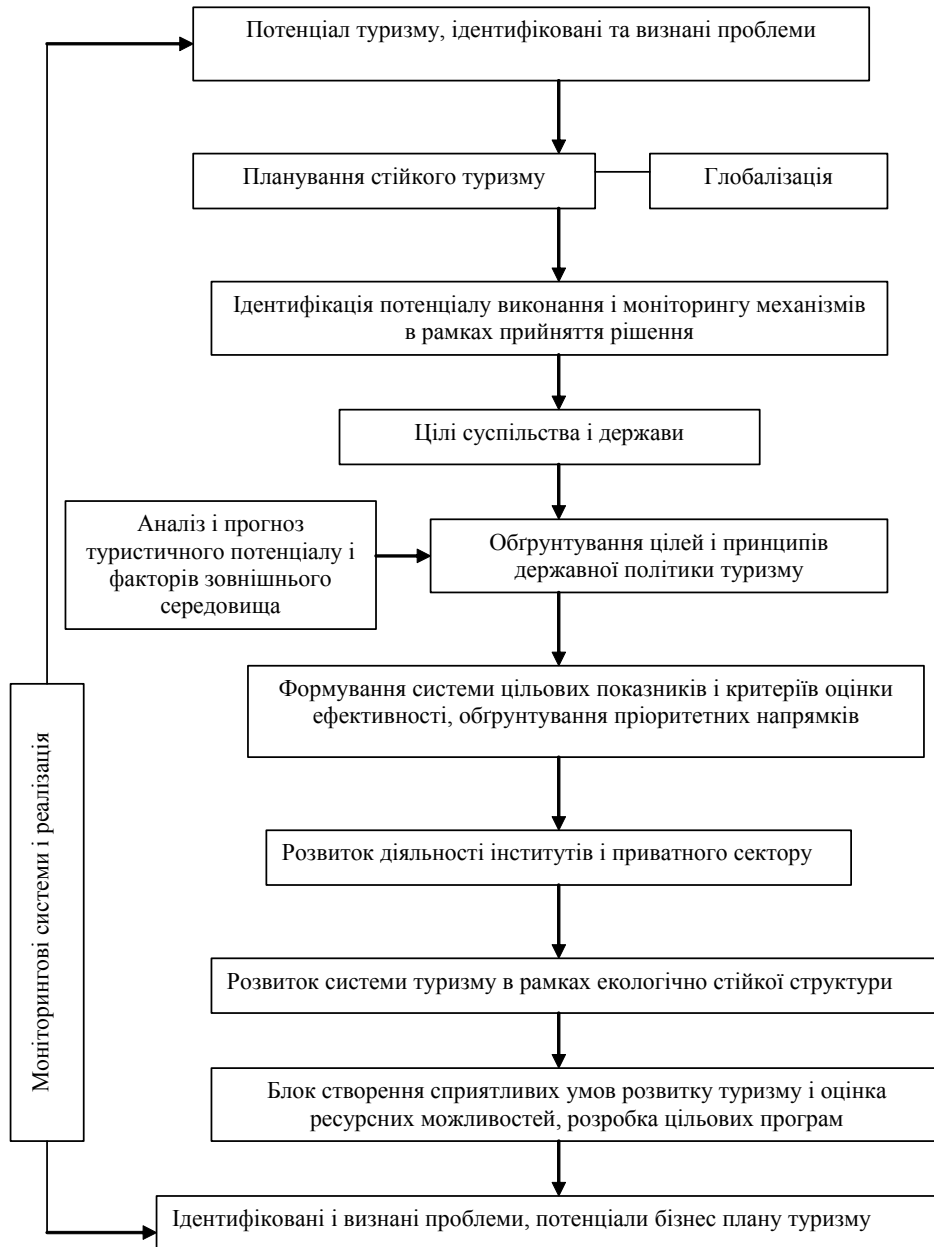 Потенціал туризму, ідентифіковані та визнані проблеми
Планування стійкого туризму
Глобалізація
Ідентифікація потенціалу виконання і моніторингу механізмів
в рамках прийняття рішення
Цілі суспільства і держави
Аналіз і прогноз
туристичного потенціалу і
факторів зовнішнього
середовища
Обґрунтування цілей і принципів
державної політики туризму
Формування системи цільових показників і критеріїв оцінки
ефективності, обґрунтування пріоритетних напрямків
Моніторингові системи і реалізація
Розвиток діяльності інститутів і приватного сектору
Розвиток системи туризму в рамках екологічно стійкої структури
Блок створення сприятливих умов розвитку туризму і оцінка
ресурсних можливостей, розробка цільових програм
Ідентифіковані і визнані проблеми, потенціали бізнес плану туризму